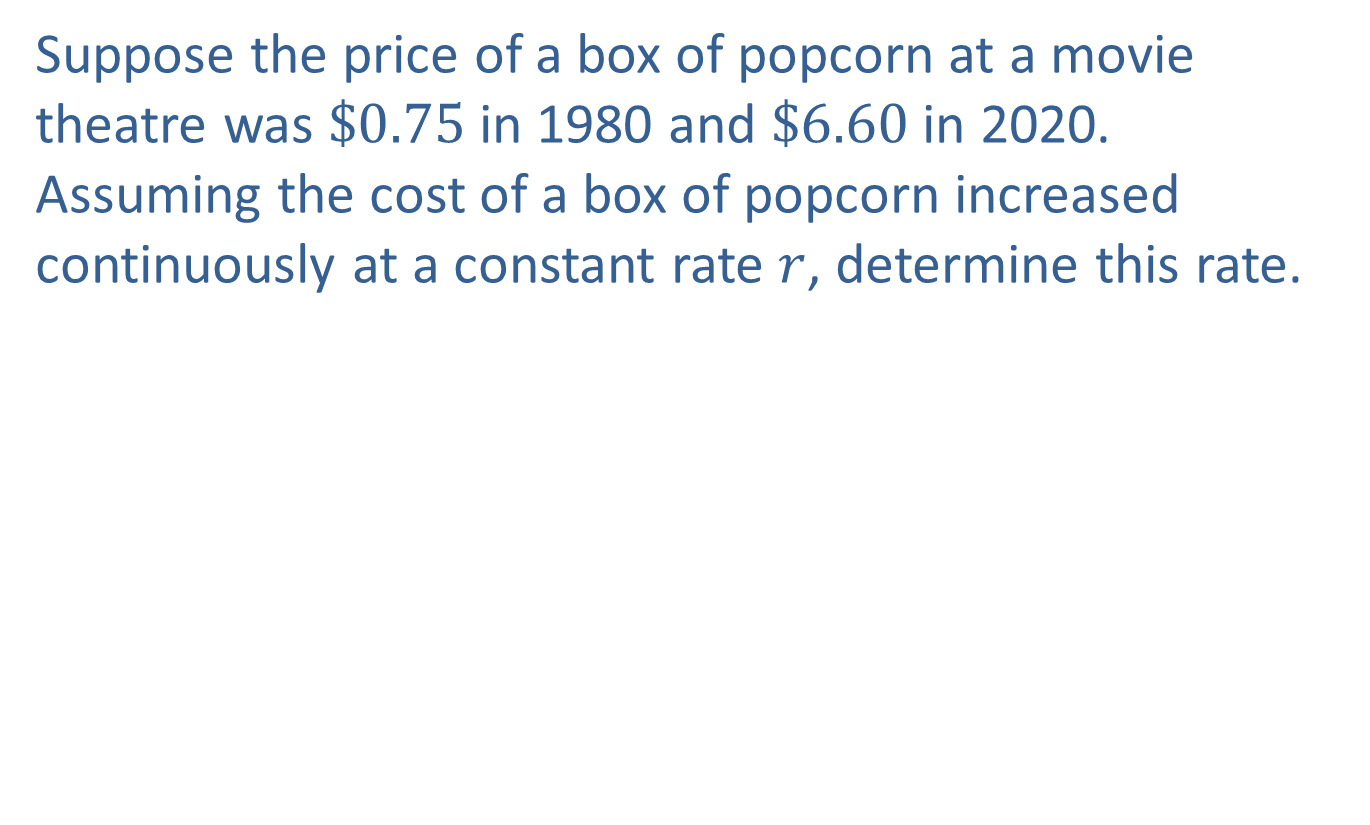 Suppose the price of a box of popcorn at a movie
theatre was $0.75 in 1980 and $6.60 in 2020.
Assuming the cost of a box of popcorn increased
continuously at a constant rate r, determine this rate.